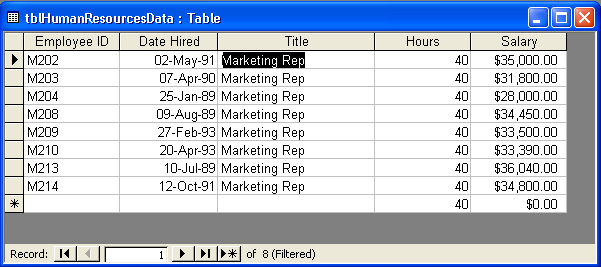 tblHumanResourcesData : Table
Employee ID Date Hired Title Hours Salary
M202 02-May-91 Marketing Rep 40 $35,000.00
M203 07-Apr-90 Marketing Rep 40 $31,800.00
M204 25-Jan-89 Marketing Rep 40 $28,000.00
M208 09-Aug-89 Marketing Rep 40 $34,450.00
M209 27-Feb-93 Marketing Rep 40 $33,500.00
M210 20-Apr-93 Marketing Rep 40 $33,390.00
M213 10-Jul-89 Marketing Rep 40 $36,040.00
M214 12-Oct-91 Marketing Rep 40 $34,800.00
40 $0.00
Record: 1 of 8 (Filtered)